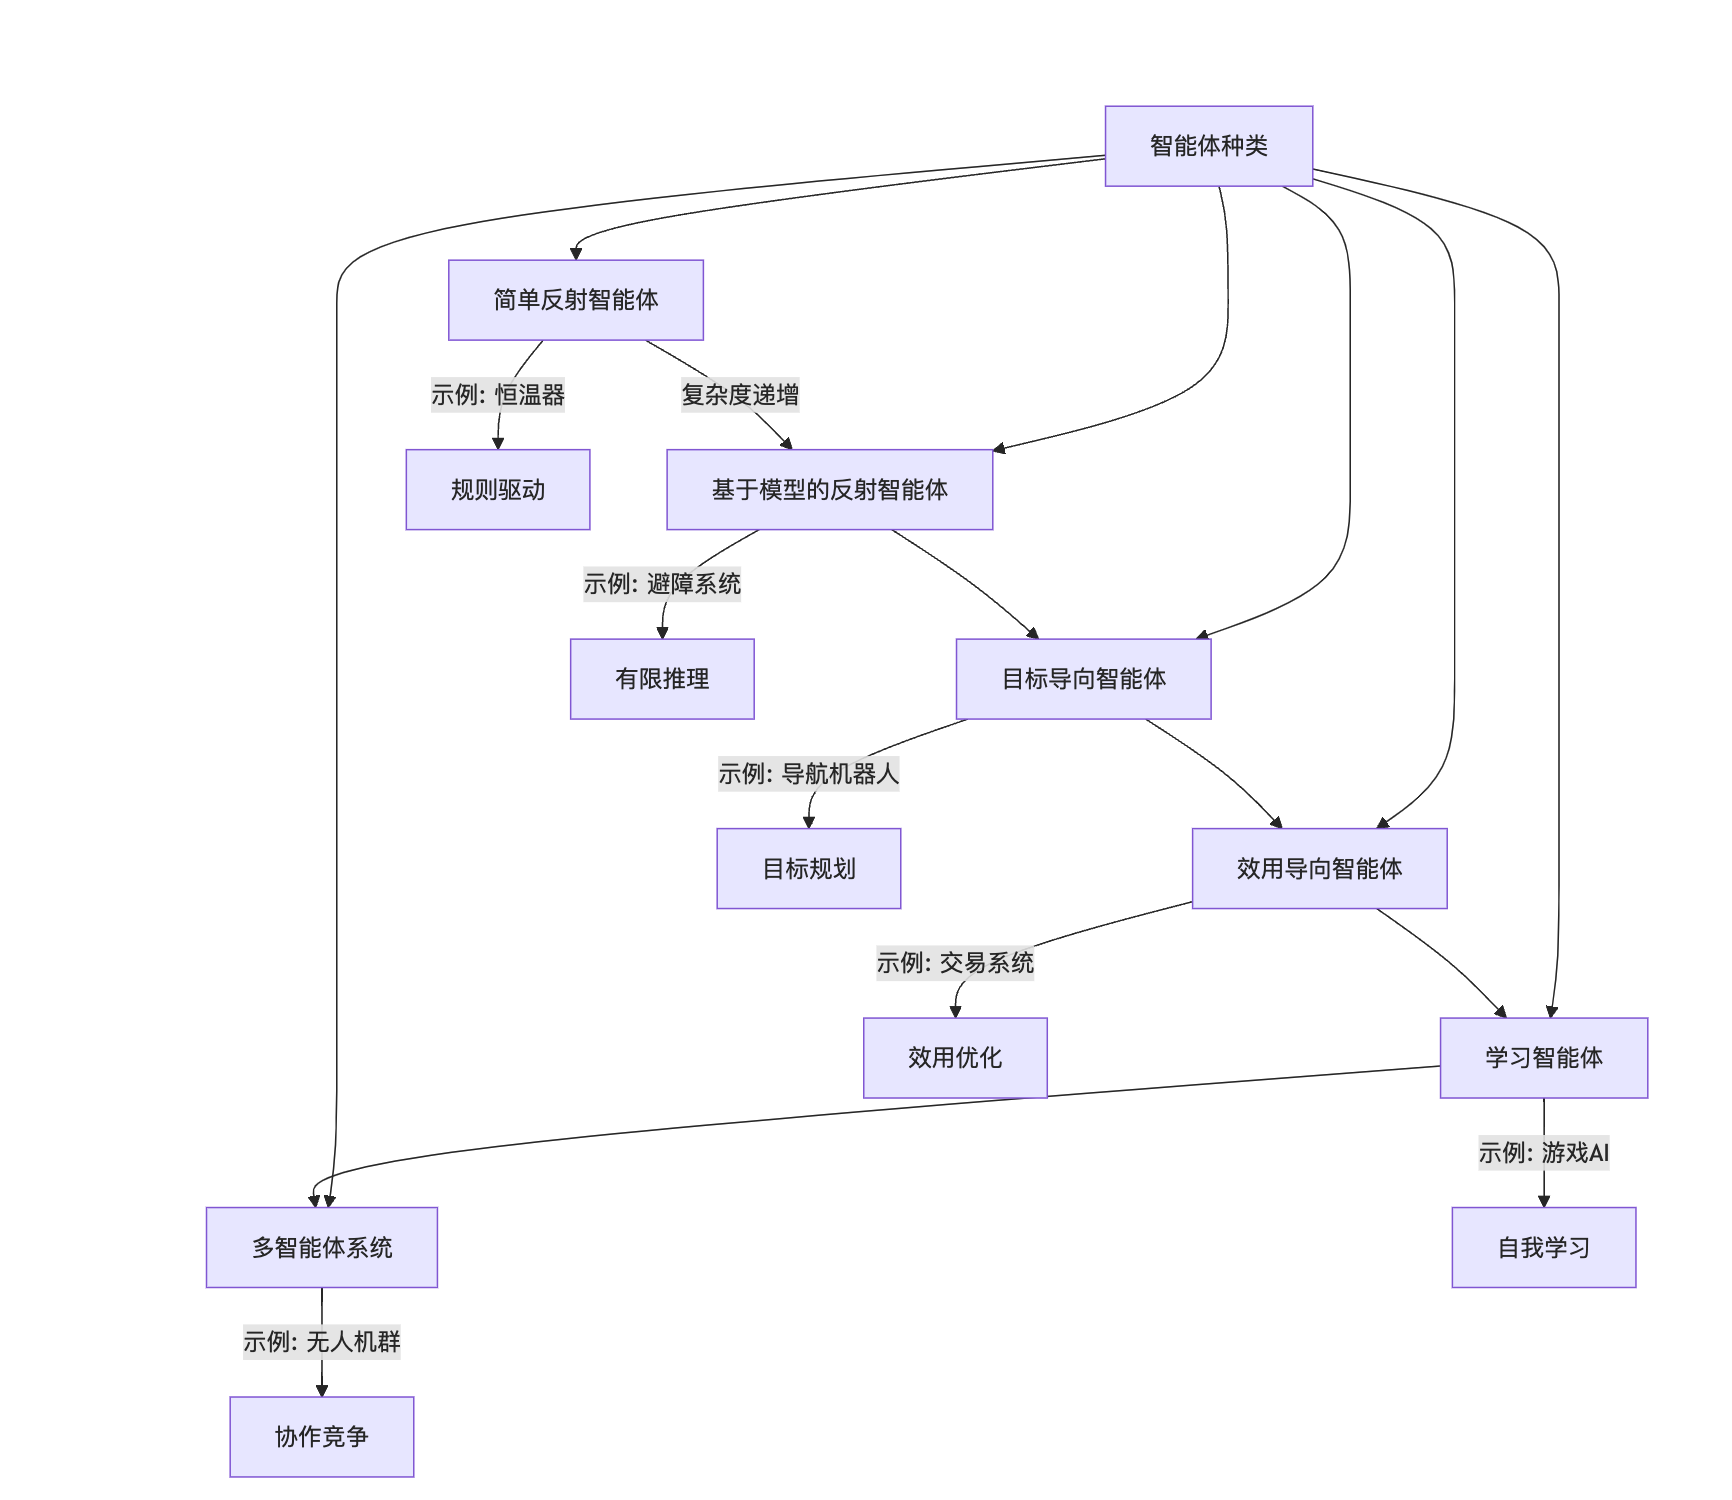 智能体种类
简单反射智能体
示例: 恒温器
复杂度递增
规则驱动
基于模型的反射智能体
示例: 避障系统
有限推理
目标导向智能体
示例: 导航机器人
目标规划
效用导向智能体
示例: 交易系统
效用优化
学习智能体
示例: 游戏AI
多智能体系统
自我学习
示例: 无人机群
协作竞争